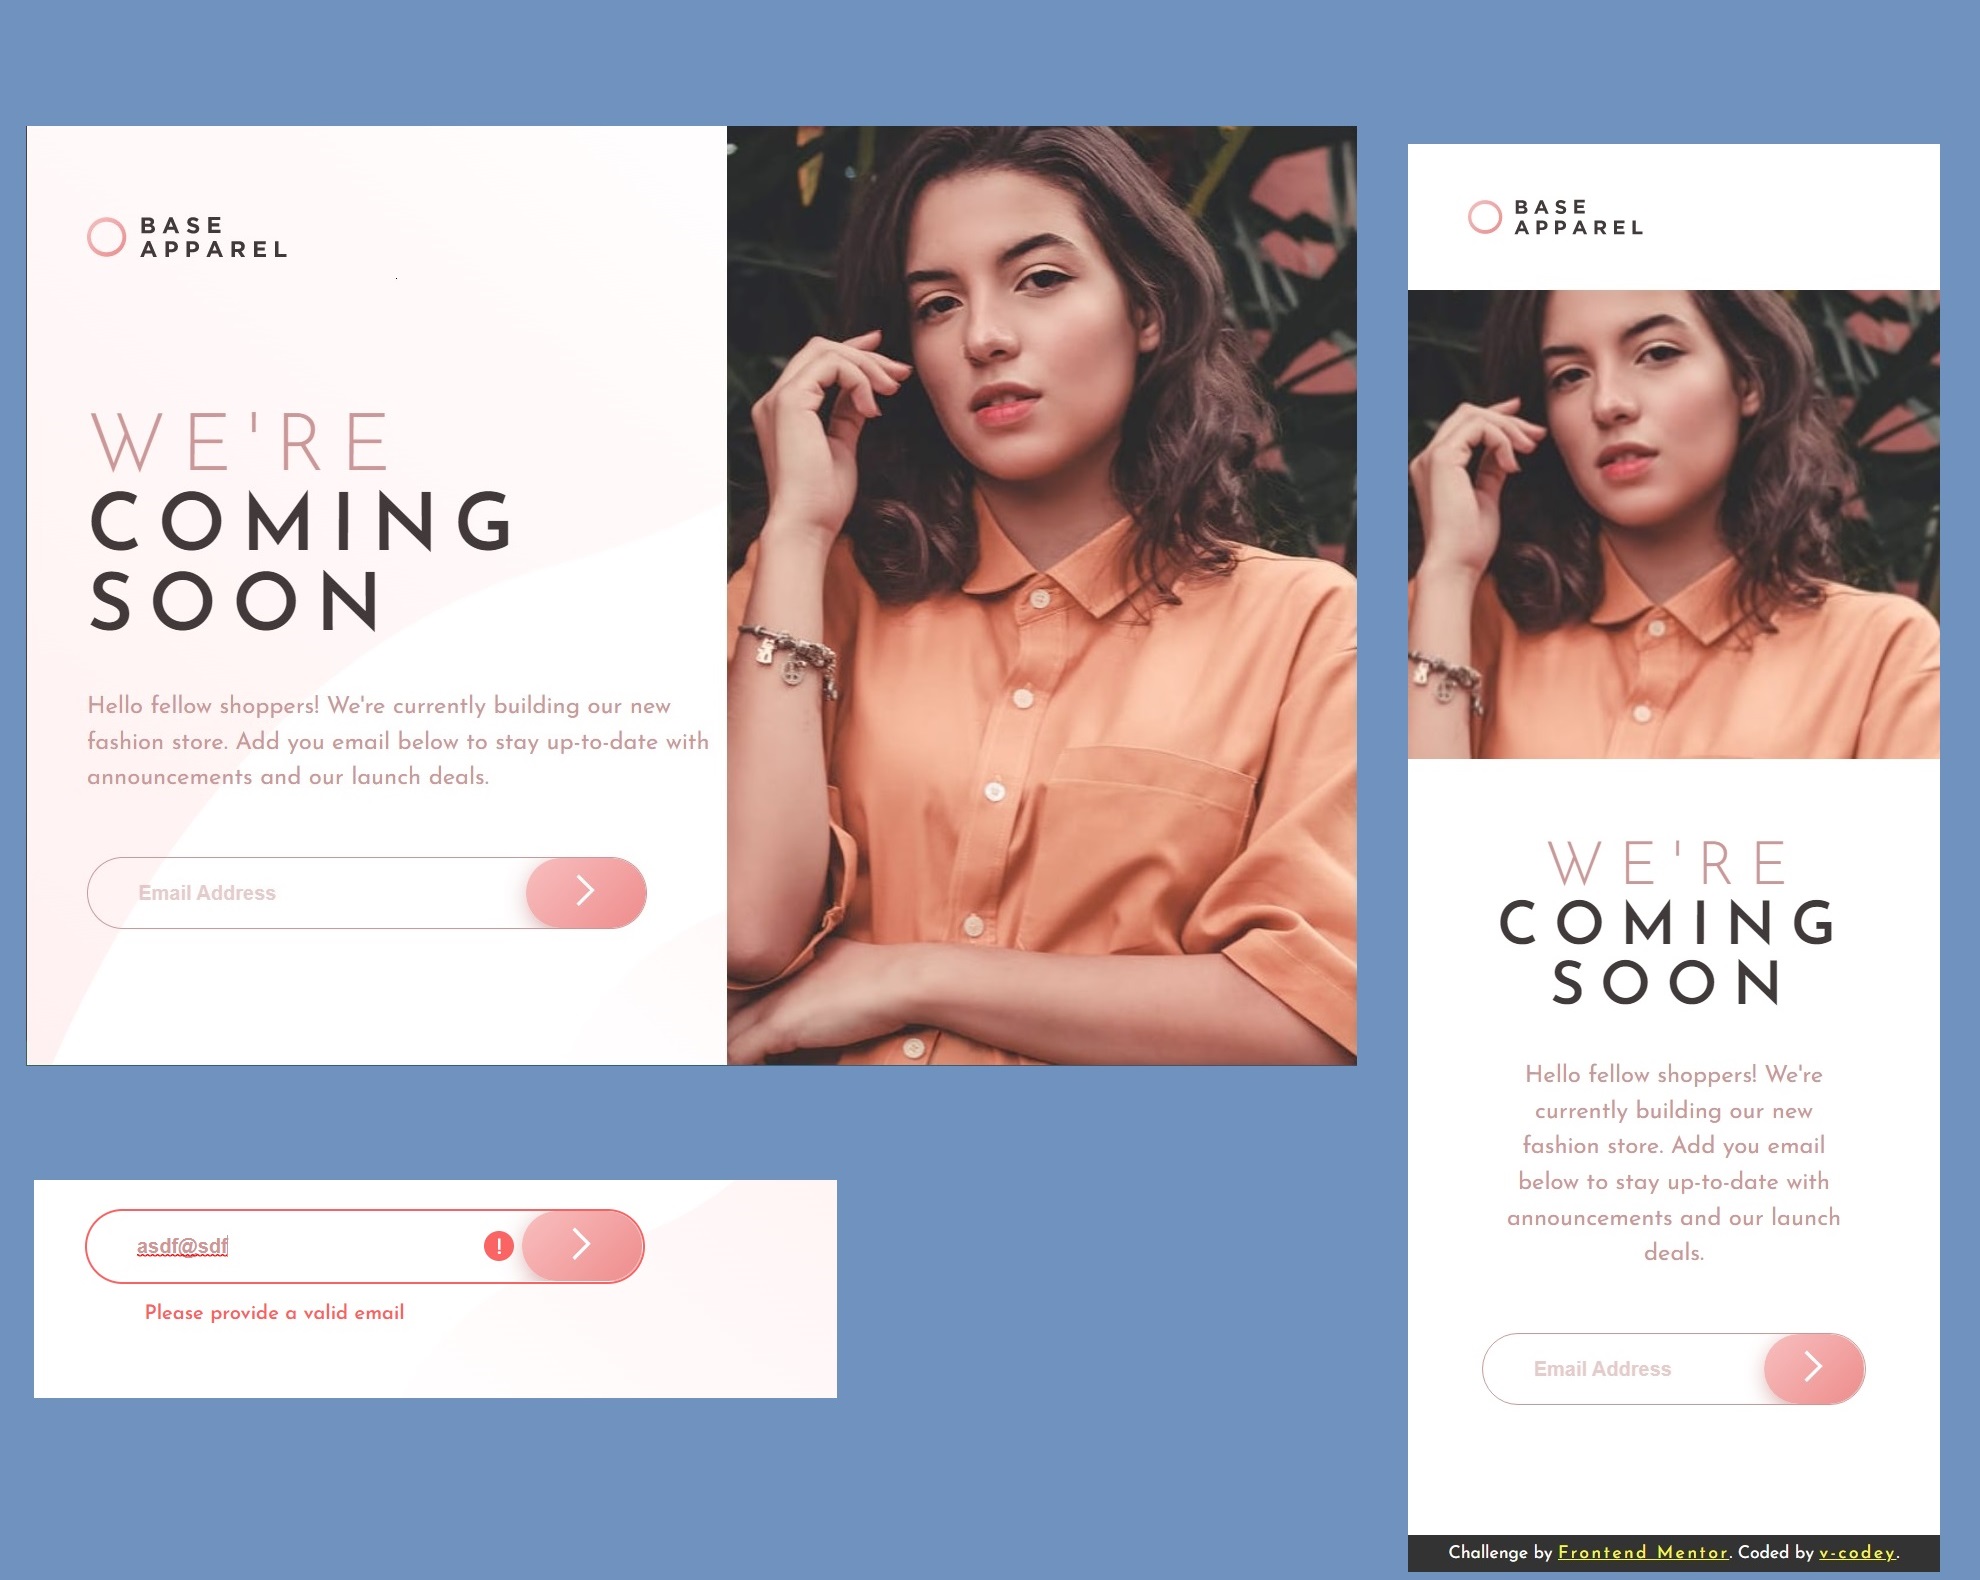 BASE
APPAREL
WE'RE
COMING
SOON
Hello fellow shoppers! We're currently building our new
fashion store. Add you email below to stay up-to-date with
announcements and our launch deals.
Email Address
asdf@sdf
!
Please provide a valid email
BASE
APPAREL
WE'RE
COMING
SOON
Hello fellow shoppers! We're
currently building our new
fashion store. Add you email
below to stay up-to-date with
announcements and our launch
deals.
Email Address
Challenge by Frontend Mentor. Coded by v-codey.